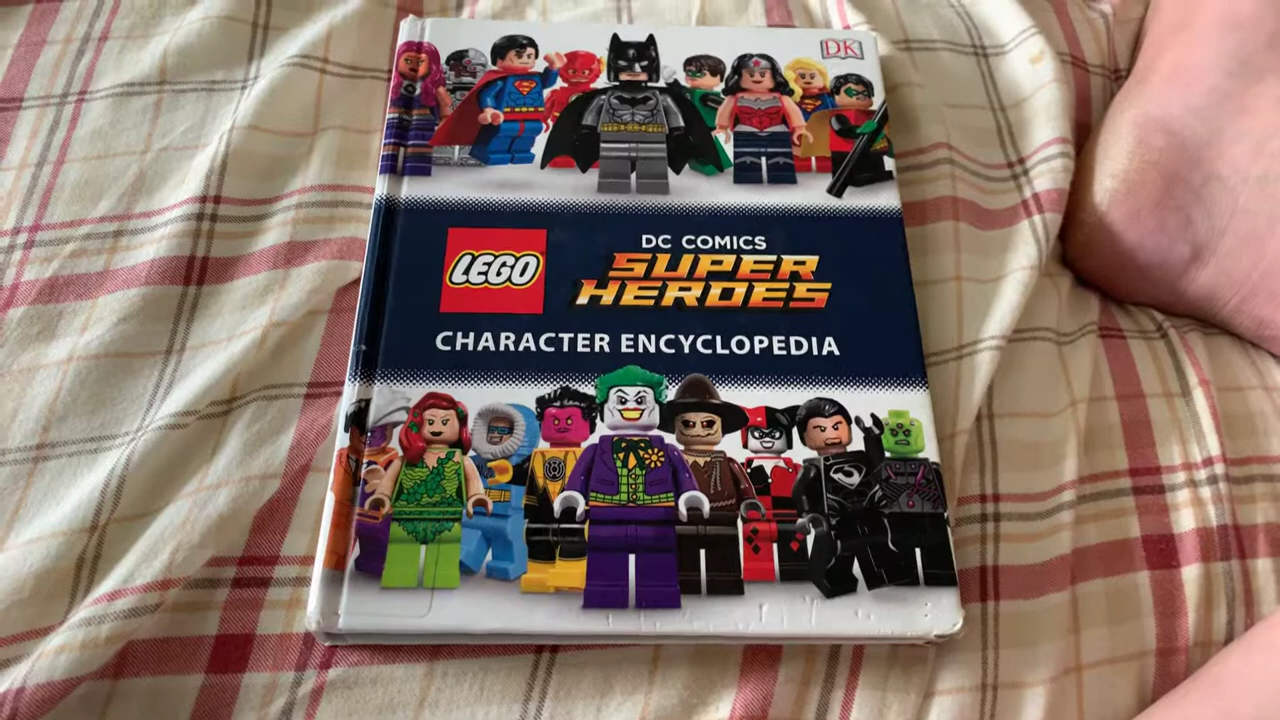 DK
LEGO
DC COMICS
SUPER
HEROES
CHARACTER ENCYCLOPEDIA